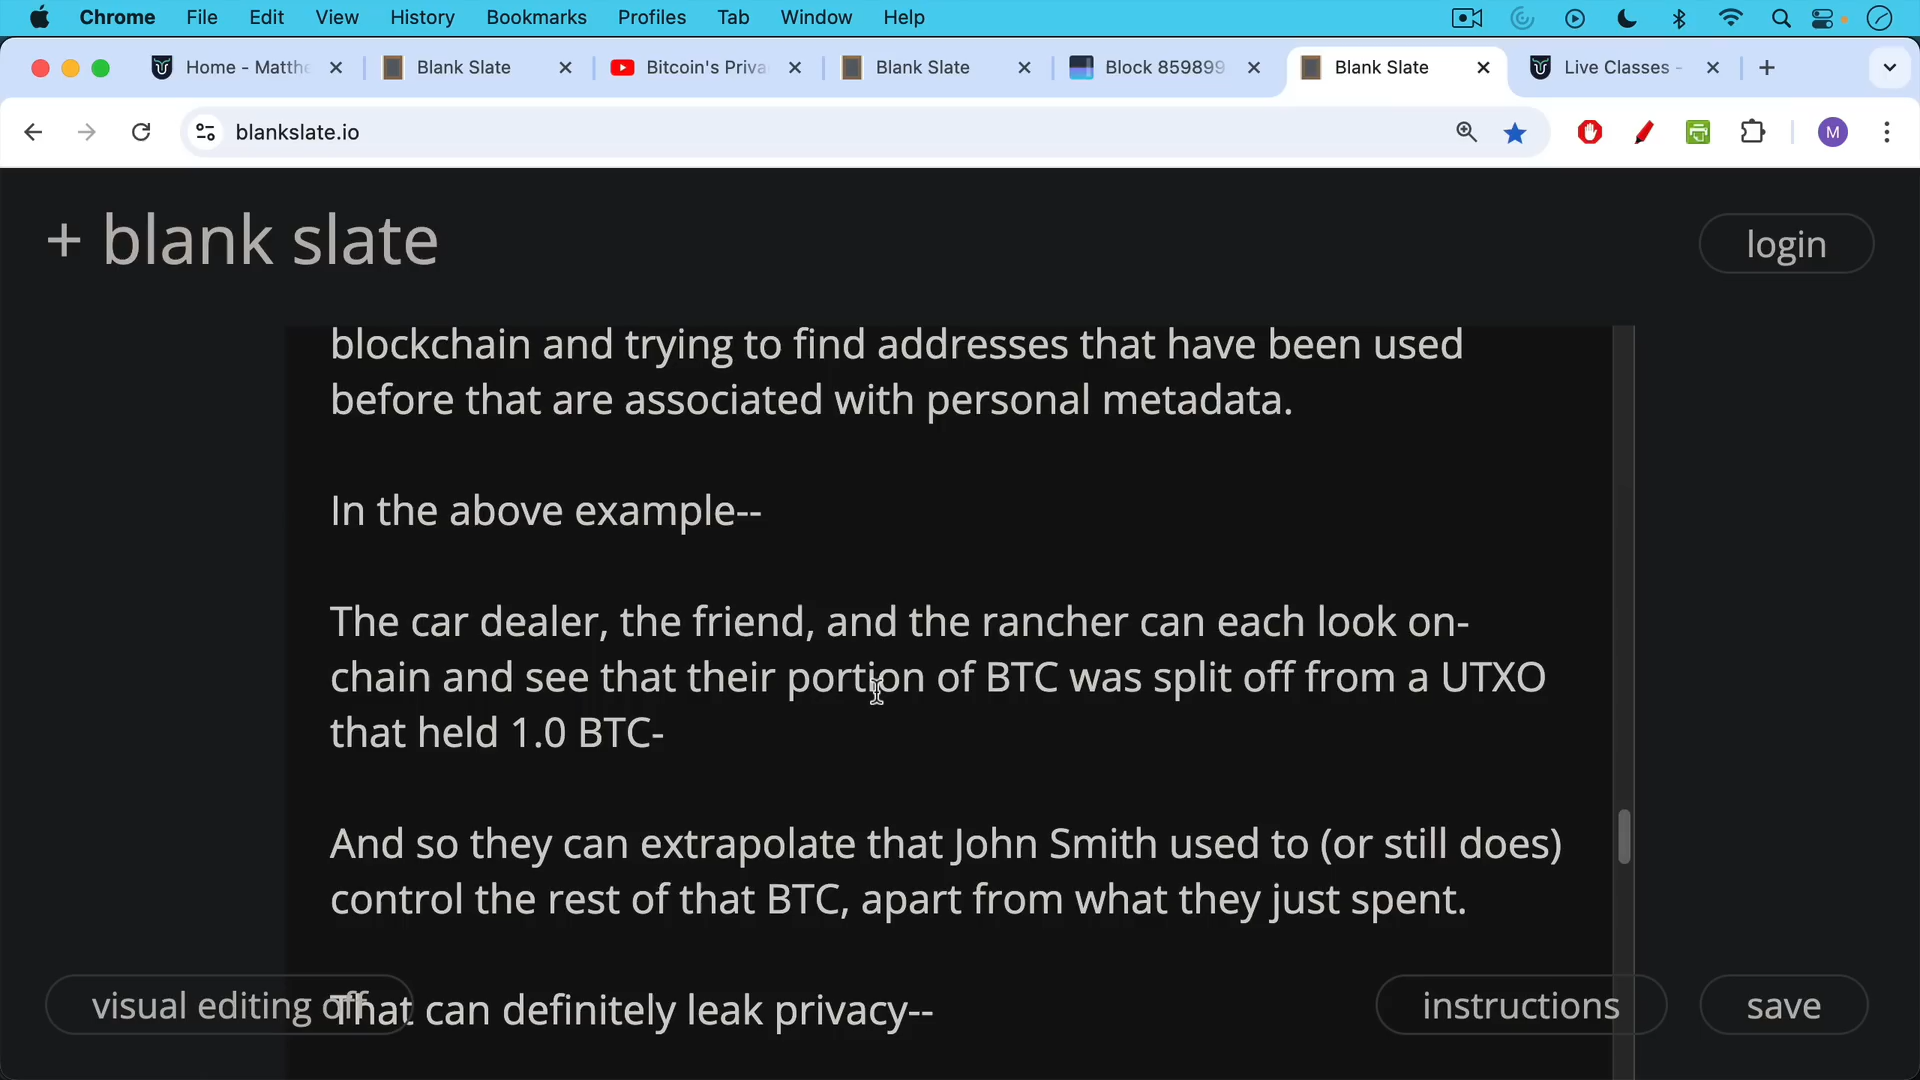 Chrome File Edit View History Bookmarks Profiles Tab Window Help
Home - Matthe Blank Slate Bitcoin's Priva Blank Slate Block 859899 Blank Slate Live Classes -
blankslate.io M
+ blank slate
login
blockchain and trying to find addresses that have been used
before that are associated with personal metadata.
In the above example--
The car dealer, the friend, and the rancher can each look on-
chain and see that their portion of BTC was split off from a UTXO
that held 1.0 BTC-
And so they can extrapolate that John Smith used to (or still does)
control the rest of that BTC, apart from what they just spent.
That can definitely leak privacy--
visual editing off
instructions
save